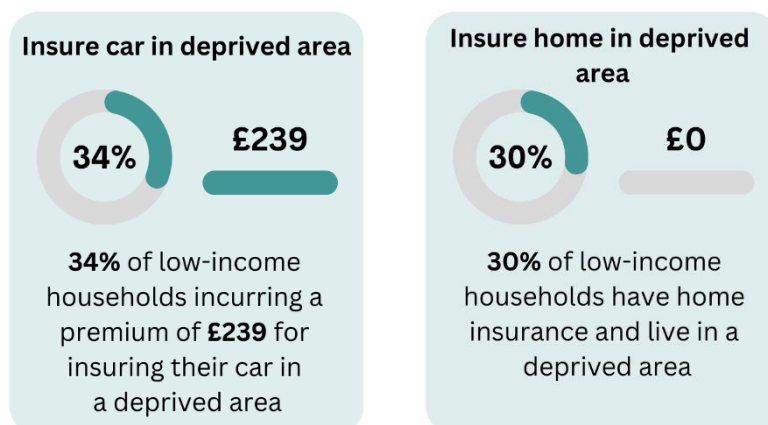 Insure car in deprived area
34%
£239
34% of low-income
households incurring a
premium of £239 for
insuring their car in
a deprived area
Insure home in deprived
area
30%
£0
30% of low-income
households have home
insurance and live in a
deprived area